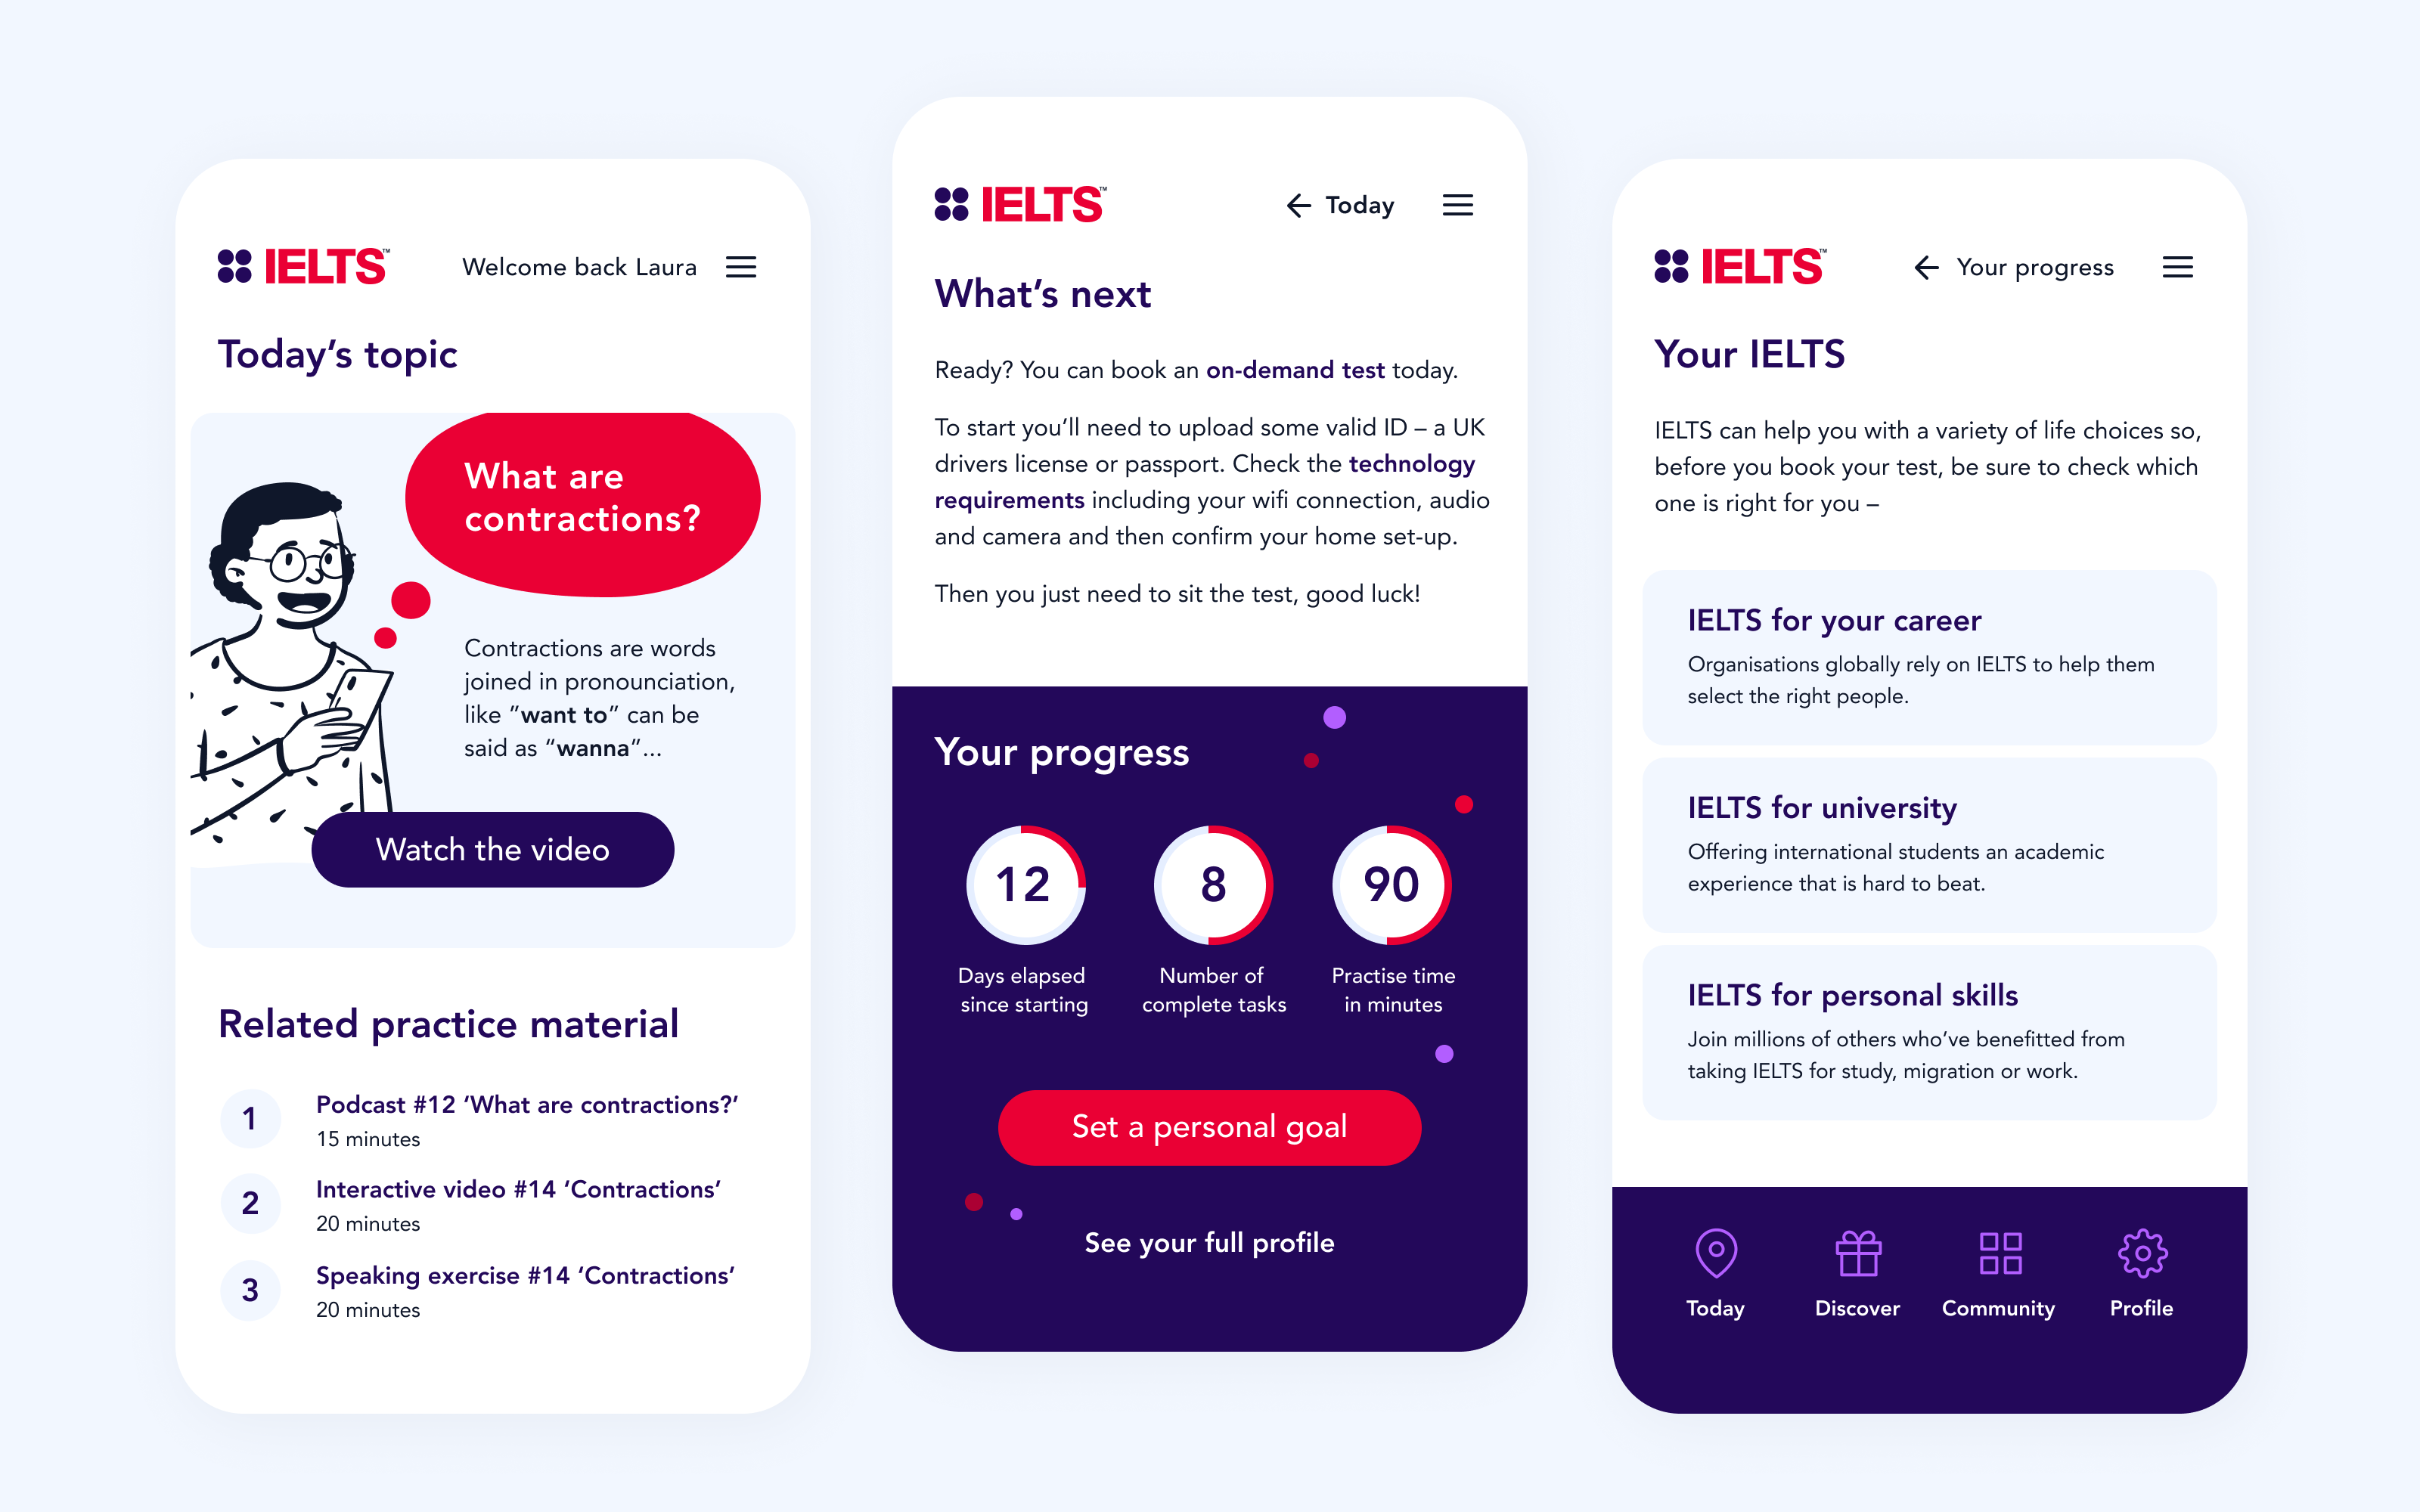 IELTS™
Welcome back Laura
Today’s topic
What are
contractions?
Contractions are words
joined in pronounciation,
like ”want to” can be
said as “wanna”...
Watch the video
Related practice material
1
Podcast #12 ‘What are contractions?’
15 minutes
2
Interactive video #14 ‘Contractions’
20 minutes
3
Speaking exercise #14 ‘Contractions’
20 minutes
IELTS™
Today
What’s next
Ready? You can book an on-demand test today.
To start you’ll need to upload some valid ID – a UK
drivers license or passport. Check the technology
requirements including your wifi connection, audio
and camera and then confirm your home set-up.
Then you just need to sit the test, good luck!
Your progress
12
Days elapsed
since starting
8
Number of
complete tasks
90
Practise time
in minutes
Set a personal goal
See your full profile
IELTS™
Your progress
Your IELTS
IELTS can help you with a variety of life choices so,
before you book your test, be sure to check which
one is right for you –
IELTS for your career
Organisations globally rely on IELTS to help them
select the right people.
IELTS for university
Offering international students an academic
experience that is hard to beat.
IELTS for personal skills
Join millions of others who’ve benefitted from
taking IELTS for study, migration or work.
Today
Discover
Community
Profile